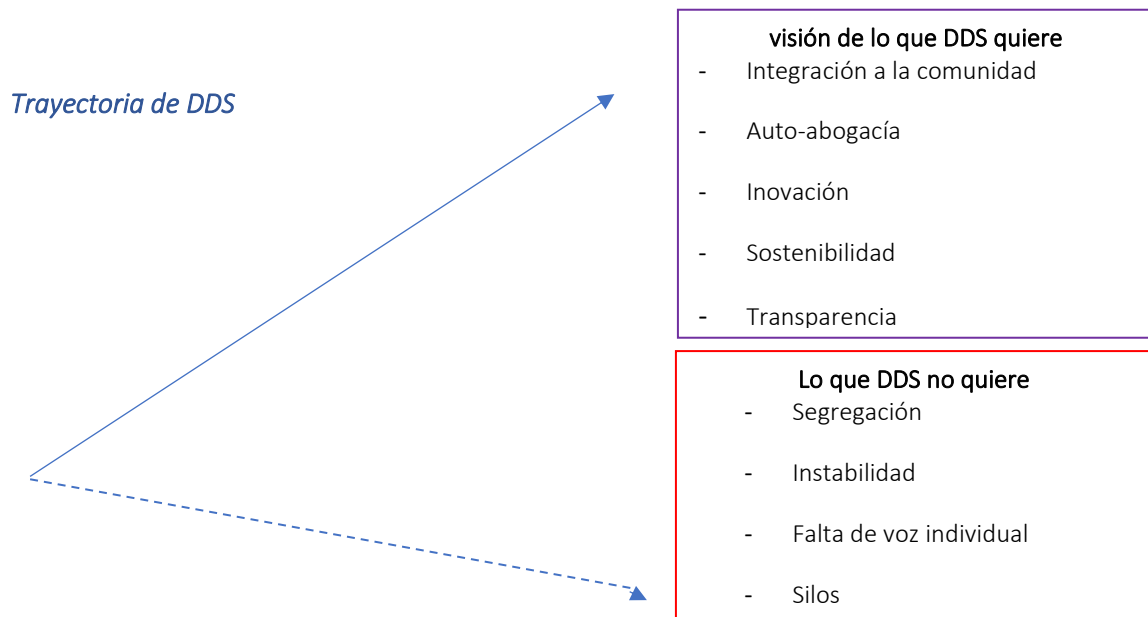 Trayectoria de DDS
visión de lo que DDS quiere
- Integración a la comunidad
- Auto-abogacía
- Inovación
- Sostenibilidad
- Transparencia
Lo que DDS no quiere
- Segregación
- Instabilidad
- Falta de voz individual
- Silos